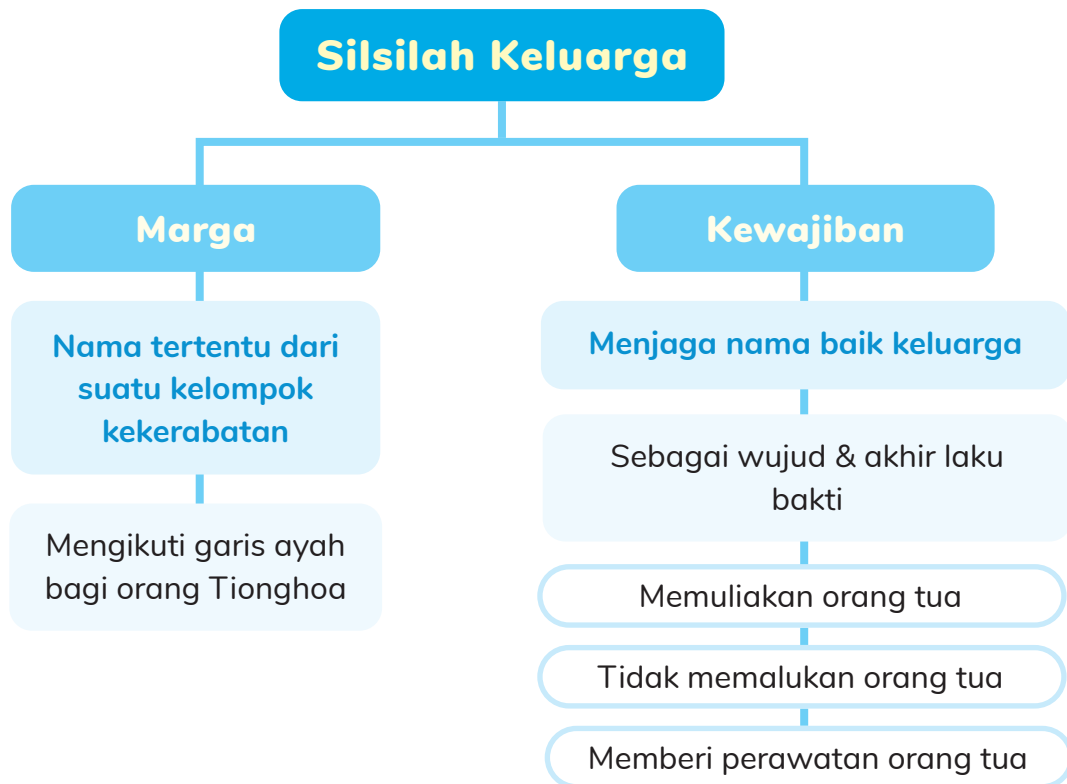 Silsilah Keluarga
Marga
Nama tertentu dari
suatu kelompok
kekerabatan
Mengikuti garis ayah
bagi orang Tionghoa
Kewajiban
Menjaga nama baik keluarga
Sebagai wujud & akhir laku
bakti
Memuliakan orang tua
Tidak memalukan orang tua
Memberi perawatan orang tua